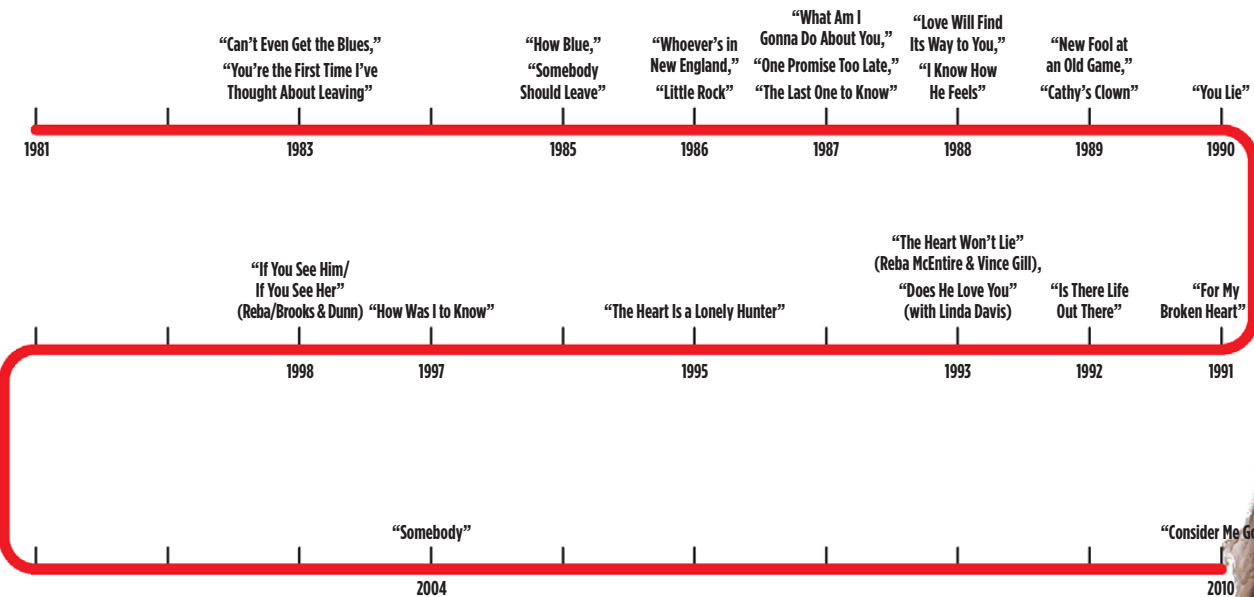 “Can’t Even Get the Blues,”
“You’re the First Time I’ve
Thought About Leaving”
“How Blue,”
“Somebody
Should Leave”
“Whoever’s in
New England,”
“Little Rock”
“What Am I
Gonna Do About You,”
“One Promise Too Late,”
“The Last One to Know”
“Love Will Find
Its Way to You,”
“I Know How
He Feels”
“New Fool at
an Old Game,”
“Cathy’s Clown”
“You Lie”
1981
1983
1985
1986
1987
1988
1989
1990
“If You See Him/
If You See Her”
(Reba/Brooks & Dunn)
“How Was I to Know”
“The Heart Is a Lonely Hunter”
“The Heart Won’t Lie”
(Reba McEntire & Vince Gill),
“Does He Love You”
(with Linda Davis)
“Is There Life
Out There”
“For My
Broken Heart”
1998
1997
1995
1993
1992
1991
“Somebody”
“Consider Me
2004
2010